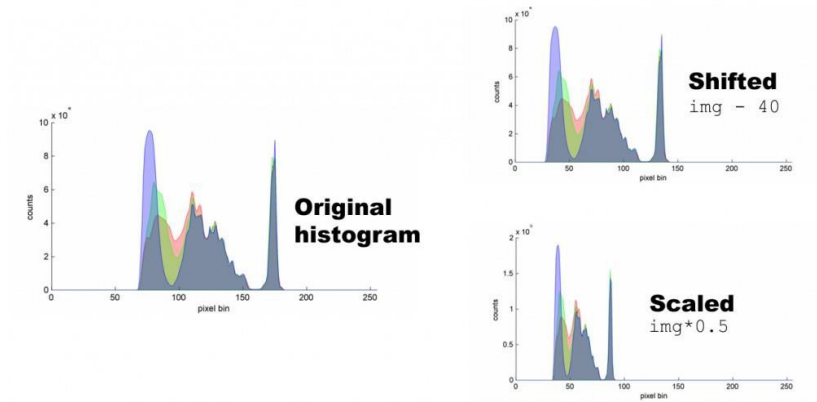 x 10⁴
10
8
6
4
2
0
counts
0 50 100 150 200 250
pixel bin
Original
histogram
x 10⁴
10
8
6
4
2
0
counts
0 50 100 150 200 250
pixel bin
Shifted
img - 40
2
1.5
1
0.5
0
counts
0 50 100 150 200 250
pixel bin
Scaled
img*0.5